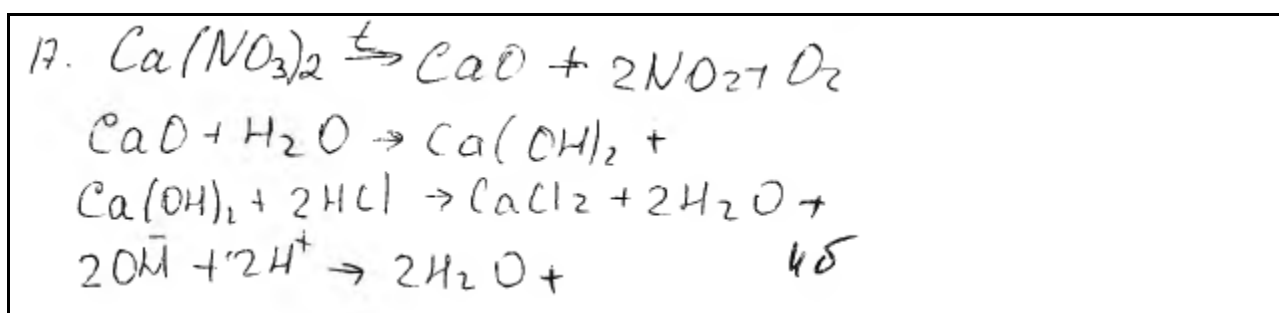 17. Ca(NO₃)₂ →ᵗ CaO + 2NO₂ + O₂
CaO + H₂O → Ca(OH)₂ +
Ca(OH)₂ + 2HCl → CaCl₂ + 2H₂O +
2OH⁻ + 2H⁺ → 2H₂O + 4б